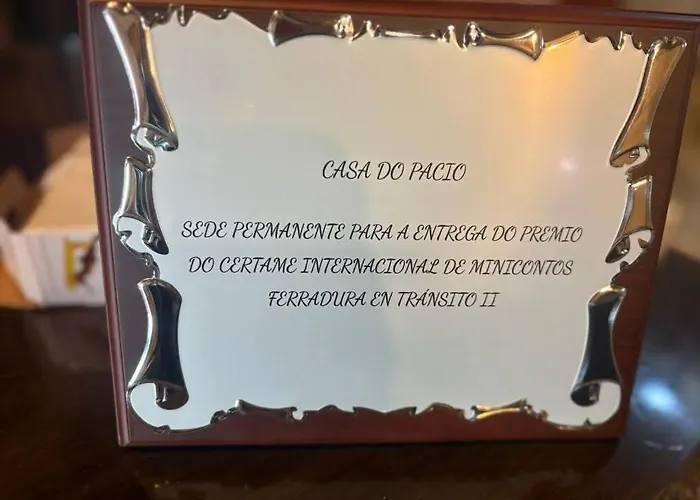 CASA DO PACIO
SEDE PERMANENTE PARA A ENTREGA DO PREMIO
DO CERTAME INTERNACIONAL DE MINICONTOS
FERRADURA EN TRÁNSITO II